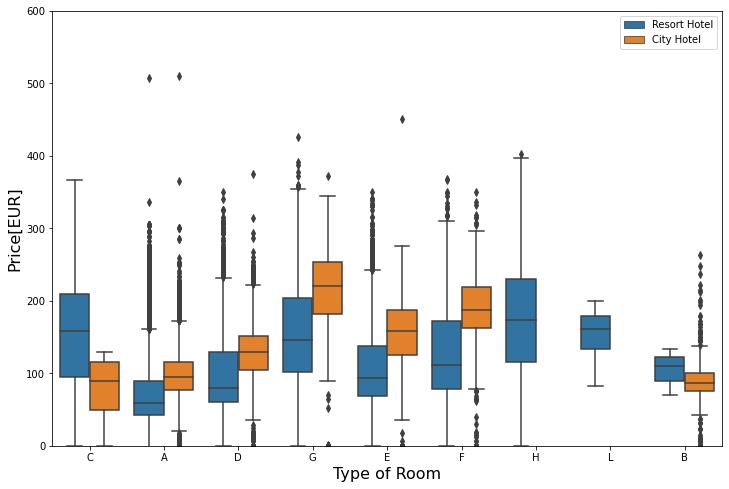 600
500
400
300
200
100
0
Price[EUR]
Resort Hotel
City Hotel
C A D G E F H L B
Type of Room